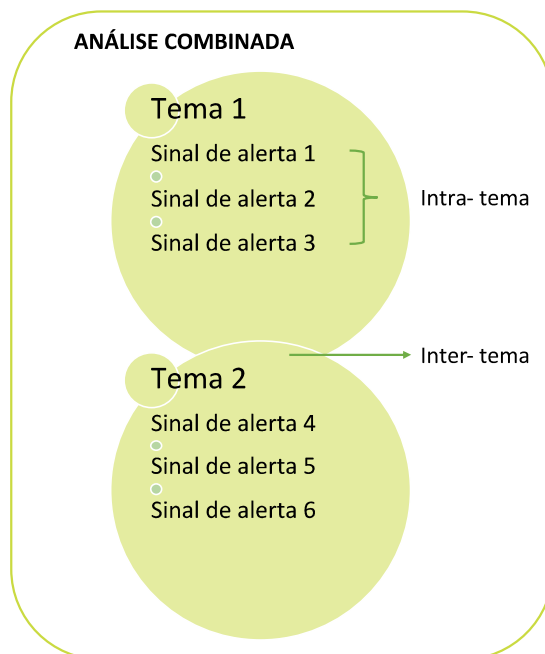 ANÁLISE COMBINADA
Tema 1
Sinal de alerta 1
Sinal de alerta 2
Sinal de alerta 3
Intra- tema
Inter- tema
Tema 2
Sinal de alerta 4
Sinal de alerta 5
Sinal de alerta 6